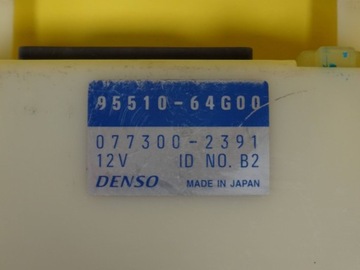 95510-64G00
077300-2391
12V ID NO. B2
DENSO MADE IN JAPAN